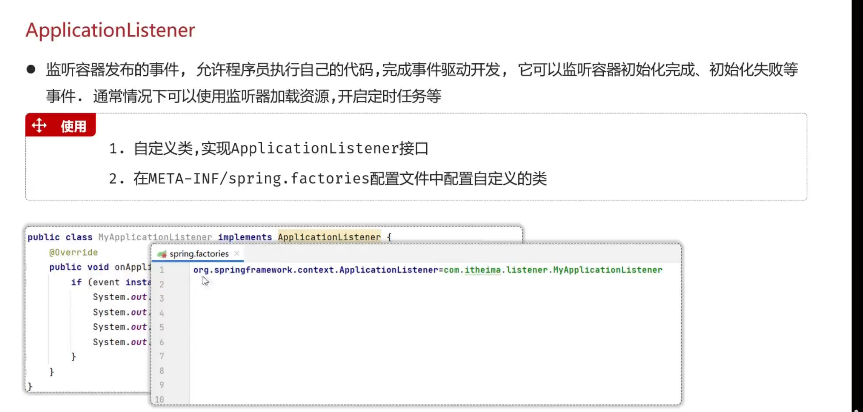 ApplicationListener
● 监听容器发布的事件, 允许程序员执行自己的代码,完成事件驱动开发, 它可以监听容器初始化完成、初始化失败等
事件. 通常情况下可以使用监听器加载资源,开启定时任务等
使用
1. 自定义类,实现ApplicationListener接口
2. 在META-INF/spring.factories配置文件中配置自定义的类
public class MyApplicationListener implements ApplicationListener {
@Override
public void onAppl
if (event insta
System.out.
System.out.
System.out.
System.out.
}
}
}
spring.factories ×
1 org.springframework.context.ApplicationListener=com.itheima.listener.MyApplicationListener
2
3
4
5
6
7
8
9
10